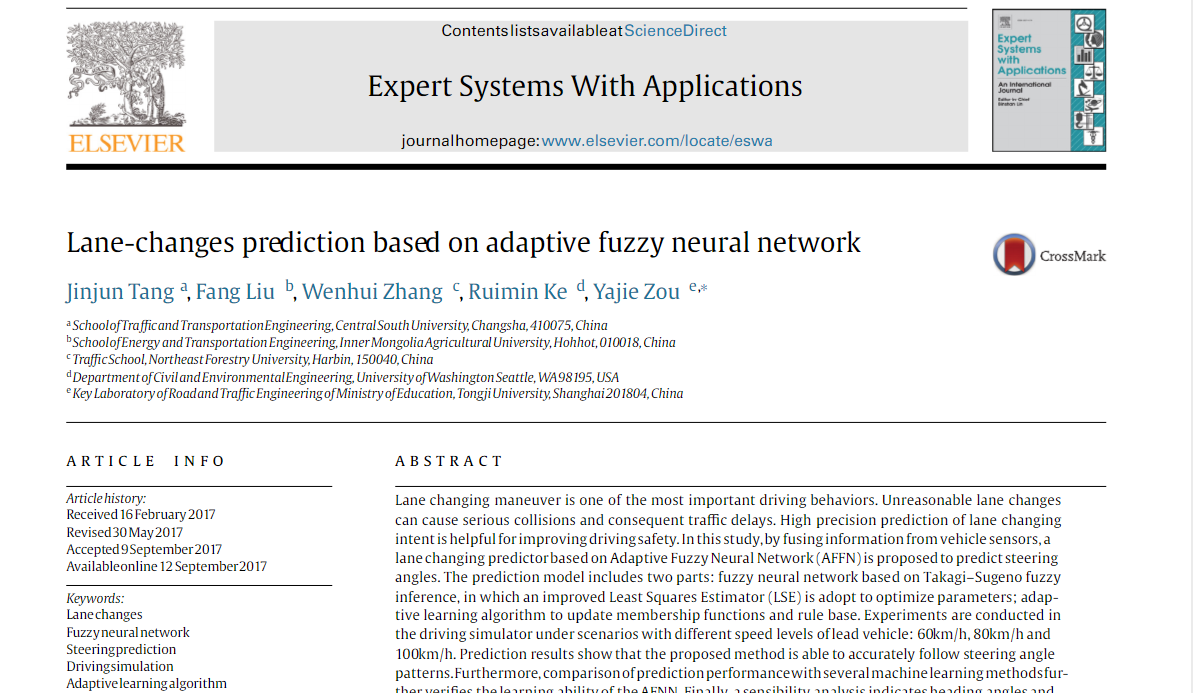 Contents lists available at ScienceDirect
Expert Systems With Applications
journal homepage: www.elsevier.com/locate/eswa
ELSEVIER
Expert
Systems
with
Applications
An International
Journal
Lane-changes prediction based on adaptive fuzzy neural network
CrossMark
Jinjun Tang a, Fang Liu b, Wenhui Zhang c, Ruimin Ke d, Yajie Zou e,*
a School of Traffic and Transportation Engineering, Central South University, Changsha, 410075, China
b School of Energy and Transportation Engineering, Inner Mongolia Agricultural University, Hohhot, 010018, China
c Traffic School, Northeast Forestry University, Harbin, 150040, China
d Department of Civil and Environmental Engineering, University of Washington Seattle, WA 98195, USA
e Key Laboratory of Road and Traffic Engineering of Ministry of Education, Tongji University, Shanghai 201804, China
ARTICLE INFO
Article history:
Received 16 February 2017
Revised 30 May 2017
Accepted 9 September 2017
Available online 12 September 2017
Keywords:
Lane changes
Fuzzy neural network
Steering prediction
Driving simulation
Adaptive learning algorithm
ABSTRACT
Lane changing maneuver is one of the most important driving behaviors. Unreasonable lane changes
can cause serious collisions and consequent traffic delays. High precision prediction of lane changing
intent is helpful for improving driving safety. In this study, by fusing information from vehicle sensors, a
lane changing predictor based on Adaptive Fuzzy Neural Network (AFFN) is proposed to predict steering
angles. The prediction model includes two parts: fuzzy neural network based on Takagi–Sugeno fuzzy
inference, in which an improved Least Squares Estimator (LSE) is adopt to optimize parameters; adap-
tive learning algorithm to update membership functions and rule base. Experiments are conducted in
the driving simulator under scenarios with different speed levels of lead vehicle: 60km/h, 80km/h and
100km/h. Prediction results show that the proposed method is able to accurately follow steering angle
patterns. Furthermore, comparison of prediction performance with several machine learning methods fur-
ther verifies the learning ability of the AFNN. Finally, a sensibility analysis indicates heading angles and